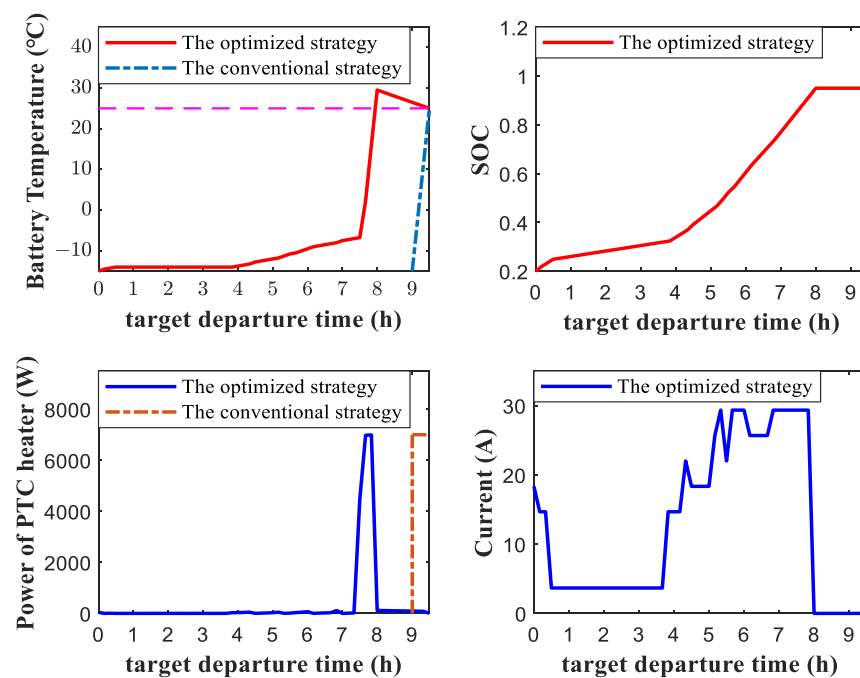 Battery Temperature (℃)
40
30
20
10
0
−10
The optimized strategy
The conventional strategy
0 1 2 3 4 5 6 7 8 9
target departure time (h)
SOC
1.2
1
0.8
0.6
0.4
0.2
The optimized strategy
0 1 2 3 4 5 6 7 8 9
target departure time (h)
Power of PTC heater (W)
8000
6000
4000
2000
0
The optimized strategy
The conventional strategy
0 1 2 3 4 5 6 7 8 9
target departure time (h)
Current (A)
30
20
10
0
The optimized strategy
0 1 2 3 4 5 6 7 8 9
target departure time (h)